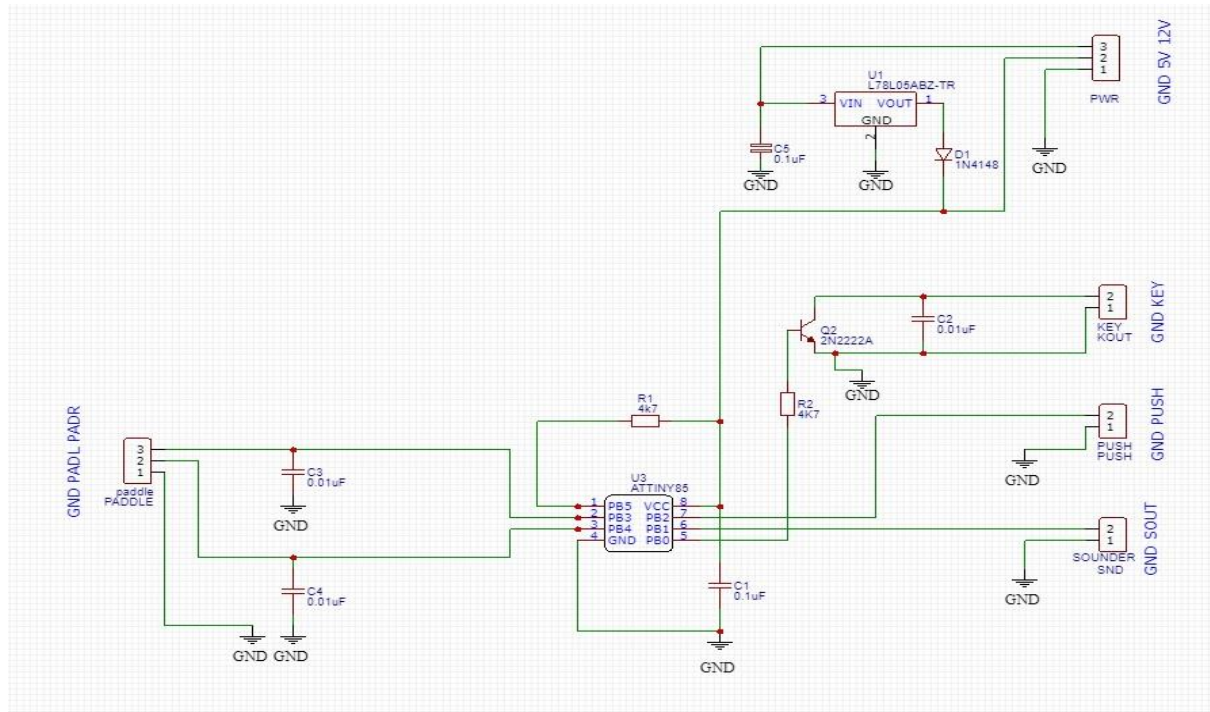 3
2
1
PWR
GND 5V 12V
U1
L78L05ABZ-TR
3 VIN VOUT 1
GND
2
C5
0.1uF
GND
GND
D1
1N4148
GND
Q2
2N2222A
C2
0.01uF
2
1
KEY
KOUT
GND KEY
GND
R1
4k7
R2
4K7
2
1
PUSH
PUSH
GND PUSH
GND
GND PADL PADR
3
2
1
paddle
PADDLE
C3
0.01uF
GND
U3
ATTINY85
1 PB5 VCC 8
2 PB3 PB2 7
3 PB4 PB1 6
4 GND PB0 5
2
1
SOUNDER
SND
GND SOUT
GND
C4
0.01uF
C1
0.1uF
GND GND
GND